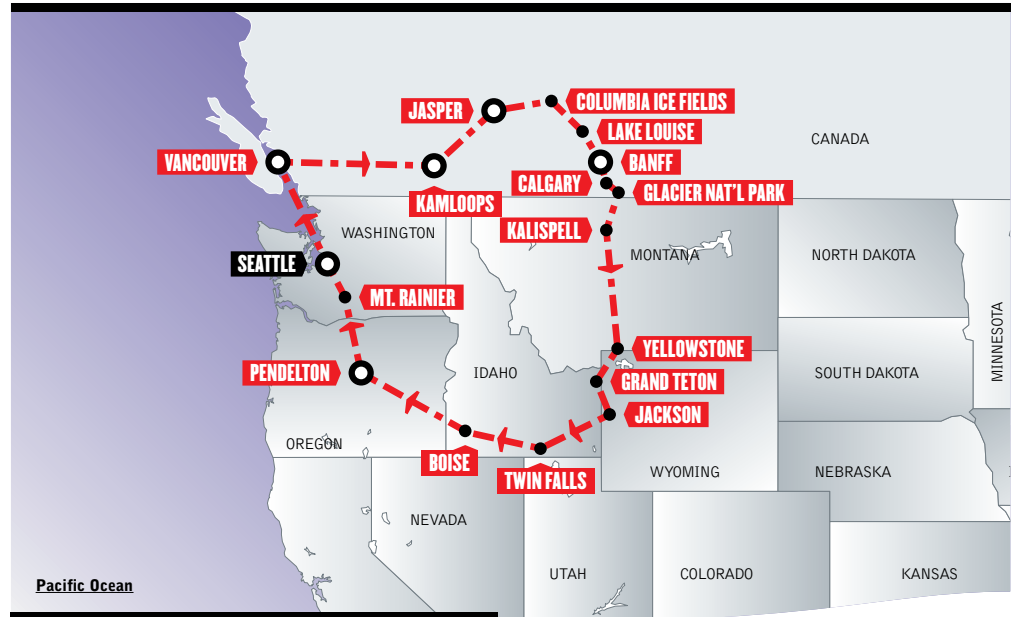 COLUMBIA ICE FIELDS
JASPER
LAKE LOUISE
CANADA
VANCOUVER
BANFF
CALGARY
GLACIER NAT'L PARK
KAMLOOPS
KALISPELL
WASHINGTON
MONTANA
NORTH DAKOTA
SEATTLE
MT. RAINIER
MINNESOTA
YELLOWSTONE
PENDELTON
IDAHO
GRAND TETON
SOUTH DAKOTA
JACKSON
OREGON
BOISE
TWIN FALLS
WYOMING
NEBRASKA
NEVADA
UTAH
COLORADO
KANSAS
Pacific Ocean